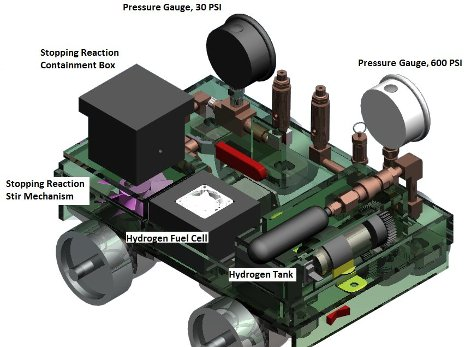 Pressure Gauge, 30 PSI
Stopping Reaction
Containment Box
Pressure Gauge, 600 PSI
Stopping Reaction
Stir Mechanism
Hydrogen Fuel Cell
Hydrogen Tank